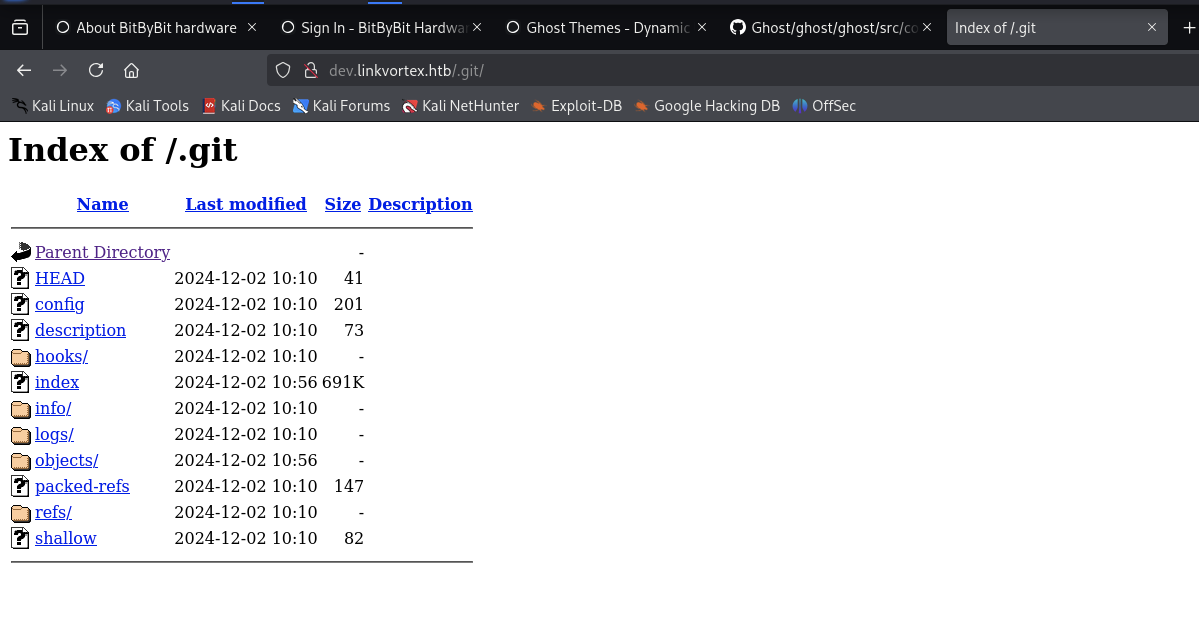 About BitByBit hardware
Sign In - BitByBit Hardwa
Ghost Themes - Dynamic
Ghost/ghost/ghost/src/co
Index of /.git
dev.linkvortex.htb/.git/
Kali Linux Kali Tools Kali Docs Kali Forums Kali NetHunter Exploit-DB Google Hacking DB OffSec
Index of /.git
Name Last modified Size Description
Parent Directory -
HEAD 2024-12-02 10:10 41
config 2024-12-02 10:10 201
description 2024-12-02 10:10 73
hooks/ 2024-12-02 10:10 -
index 2024-12-02 10:56 691K
info/ 2024-12-02 10:10 -
logs/ 2024-12-02 10:10 -
objects/ 2024-12-02 10:56 -
packed-refs 2024-12-02 10:10 147
refs/ 2024-12-02 10:10 -
shallow 2024-12-02 10:10 82